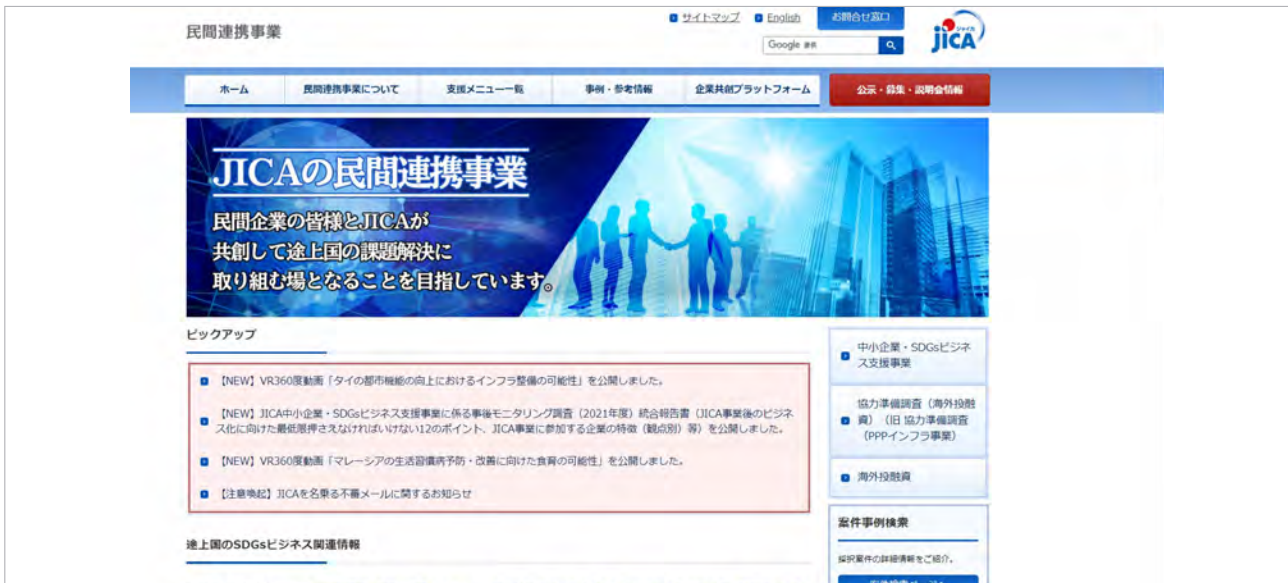 民間連携事業
サイトマップ
English
お問合せ窓口
Google 提供
ジャイカ
JICA
ホーム
民間連携事業について
支援メニュー一覧
事例・参考情報
企業共創プラットフォーム
公示・募集・説明会情報
JICAの民間連携事業
民間企業の皆様とJICAが
共創して途上国の課題解決に
取り組む場となることを目指しています。
ピックアップ
【NEW】VR360度動画「タイの都市機能の向上におけるインフラ整備の可能性」を公開しました。
【NEW】JICA中小企業・SDGsビジネス支援事業に係る事後モニタリング調査（2021年度）統合報告書（JICA事業後のビジネ
ス化に向けた最低限押さえなければいけない12のポイント、JICA事業に参加する企業の特徴（観点別）等）を公開しました。
【NEW】VR360度動画「マレーシアの生活習慣病予防・改善に向けた食育の可能性」を公開しました。
【注意喚起】JICAを名乗る不審メールに関するお知らせ
途上国のSDGsビジネス関連情報
中小企業・SDGsビジネ
ス支援事業
協力準備調査（海外投融
資）（旧 協力準備調査
（PPPインフラ事業）
海外投融資
案件事例検索
採択案件の詳細情報をご紹介。